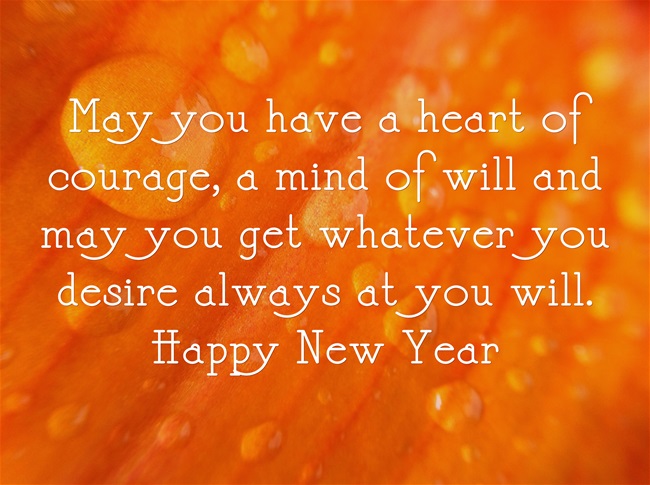 May you have a heart of
courage, a mind of will and
may you get whatever you
desire always at you will.
Happy New Year